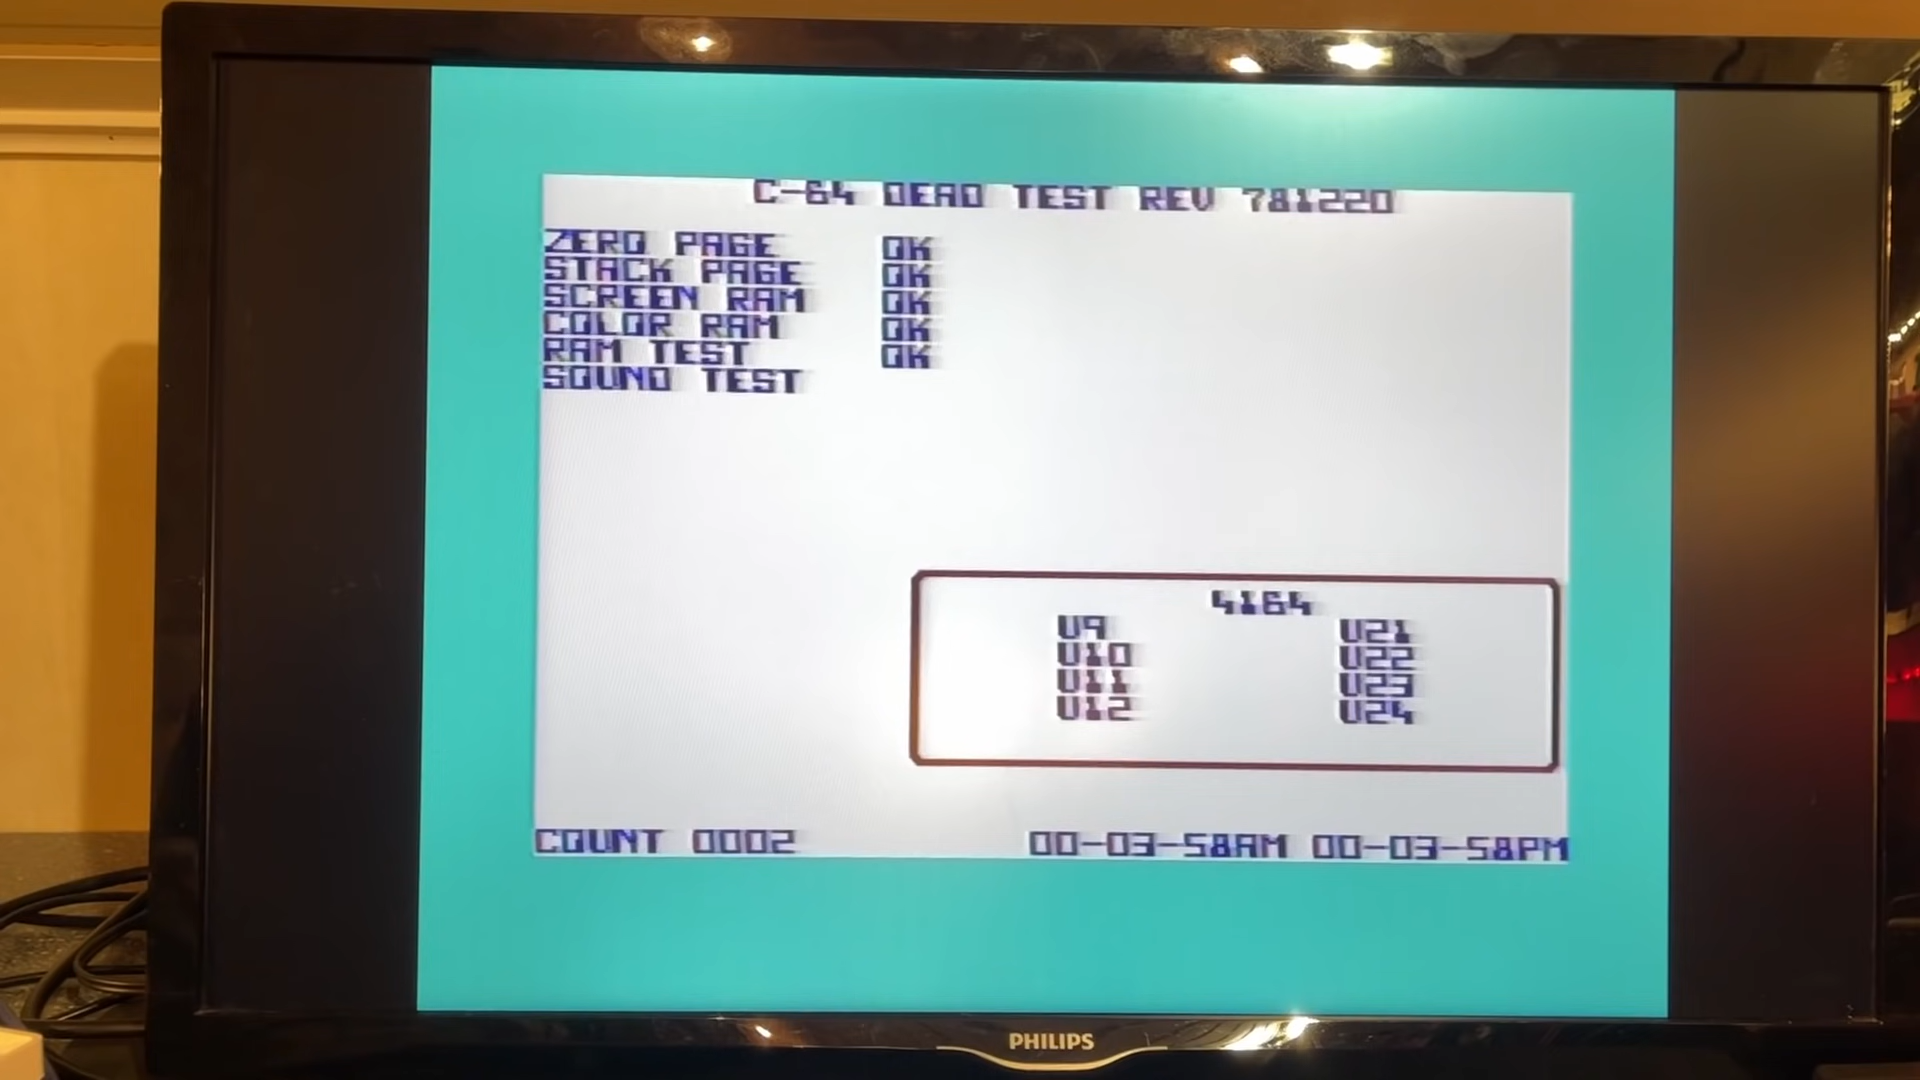 C-64 DEAD TEST REV 781220
ZERO PAGE OK
STACK PAGE OK
SCREEN RAM OK
COLOR RAM OK
RAM TEST OK
SOUND TEST
4164
U9 U21
U10 U22
U11 U23
U12 U24
COUNT 0002 00-03-58AM 00-03-58PM
PHILIPS